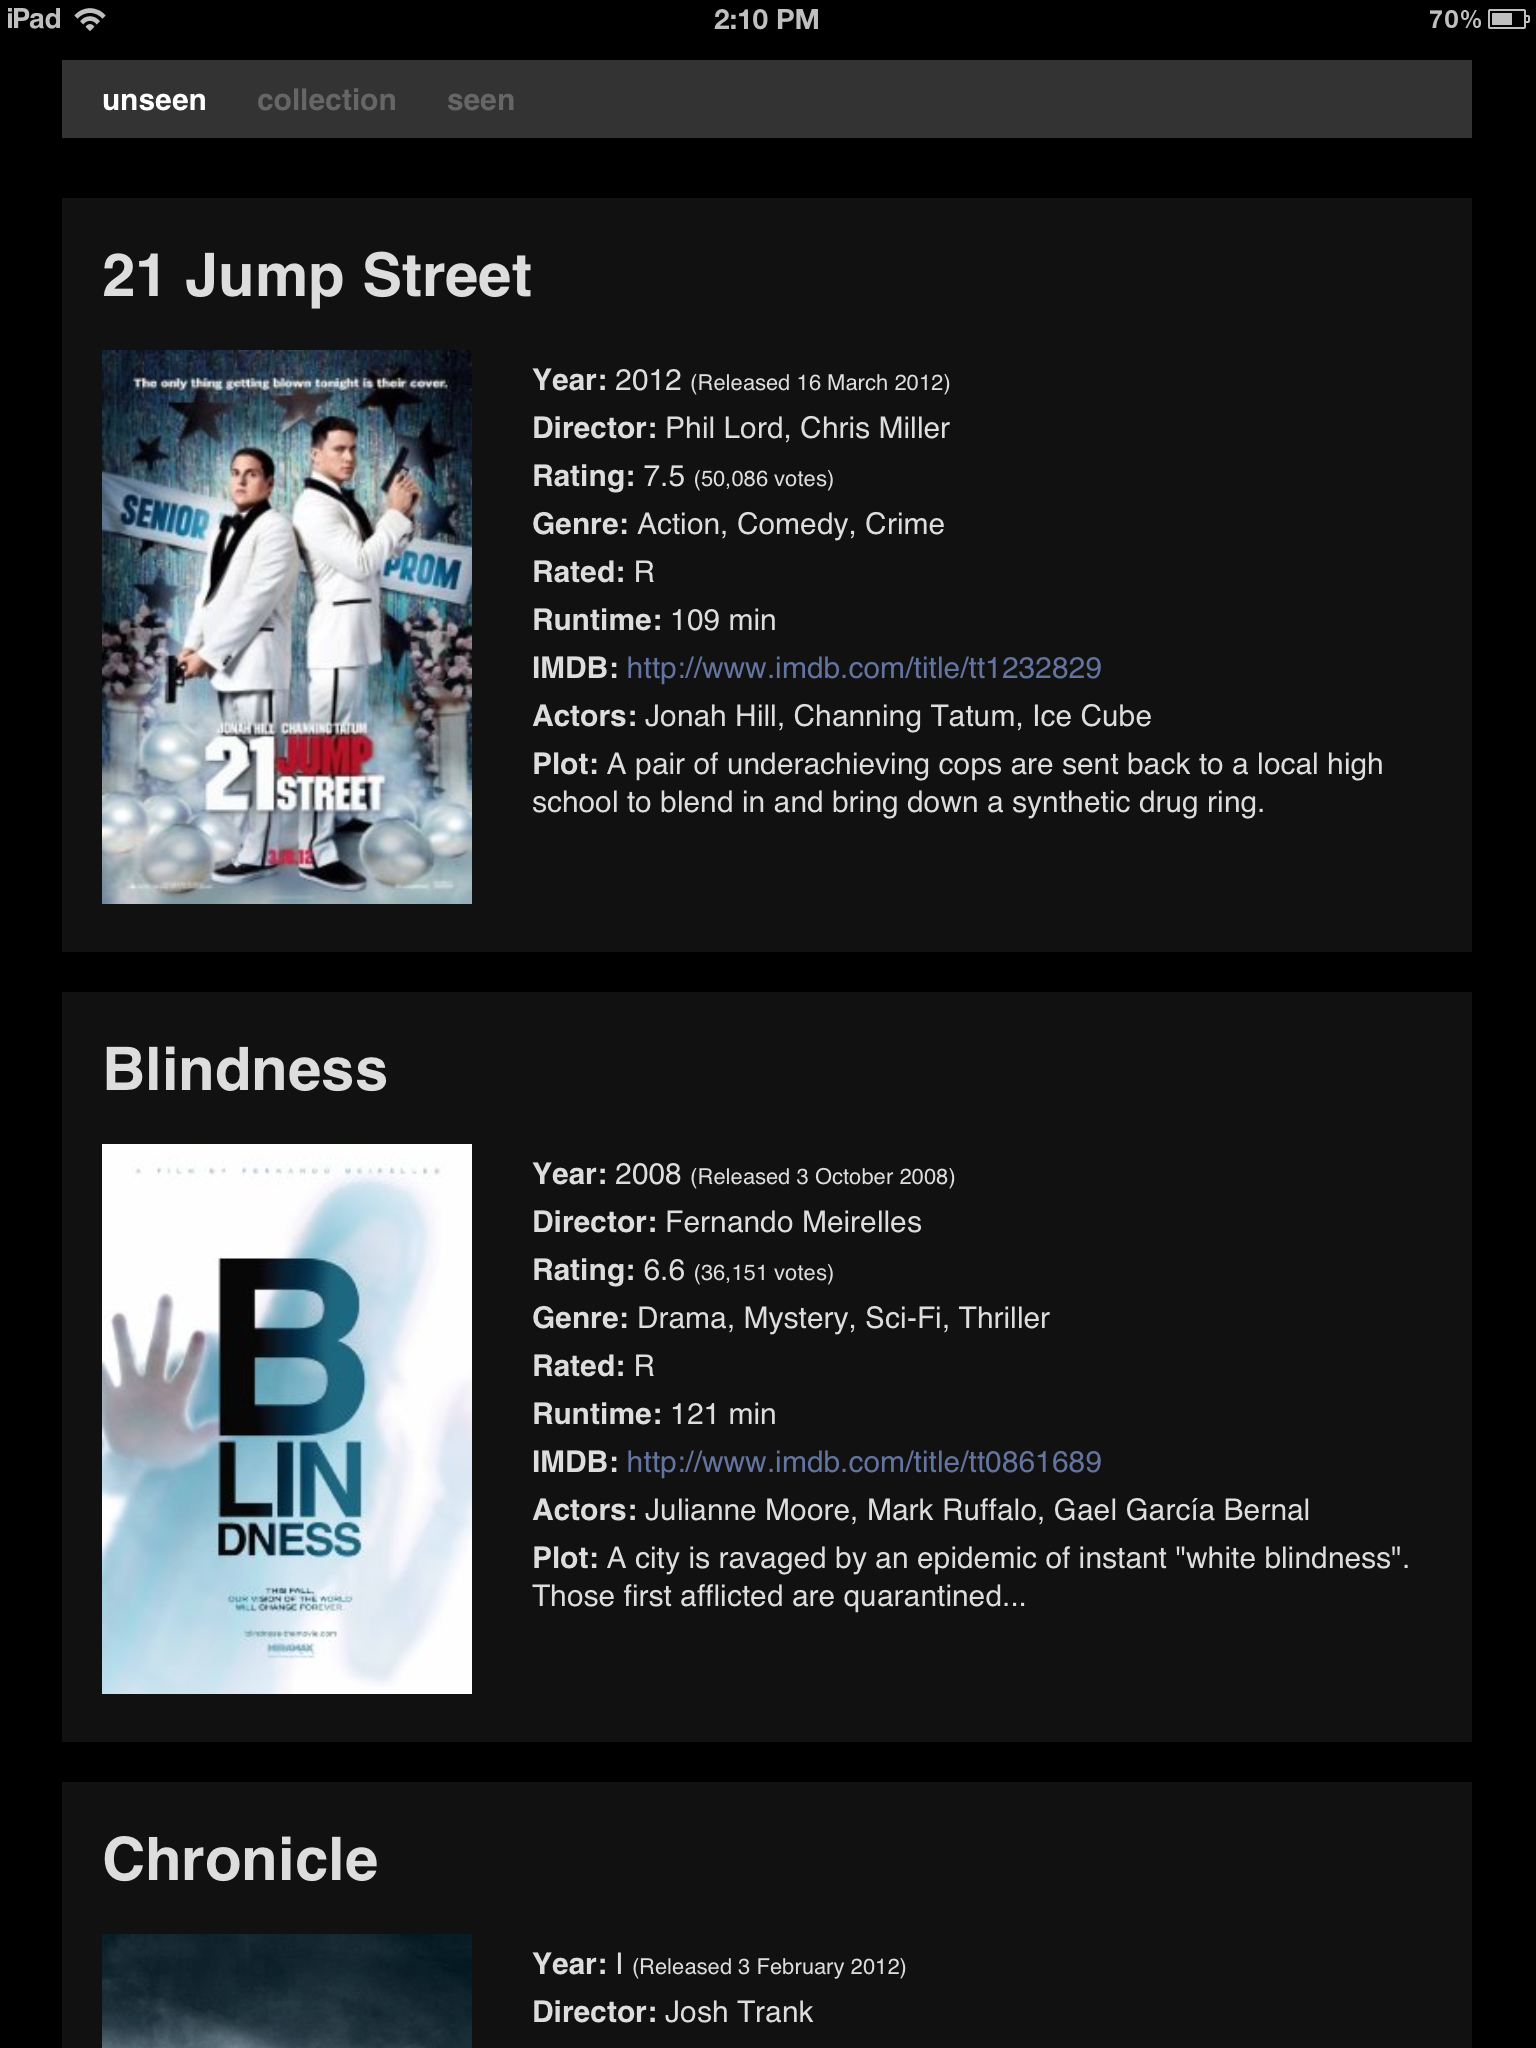 iPad 2:10 PM 70%
unseen collection seen
21 Jump Street
The only thing getting blown tonight is their cover.
SENIOR
PROM
JONAH HILL CHANNING TATUM
21 JUMP
STREET
3.16.12
Year: 2012 (Released 16 March 2012)
Director: Phil Lord, Chris Miller
Rating: 7.5 (50,086 votes)
Genre: Action, Comedy, Crime
Rated: R
Runtime: 109 min
IMDB: http://www.imdb.com/title/tt1232829
Actors: Jonah Hill, Channing Tatum, Ice Cube
Plot: A pair of underachieving cops are sent back to a local high
school to blend in and bring down a synthetic drug ring.
Blindness
A FILM BY FERNANDO MEIRELLES
B
LIN
DNESS
THIS FALL,
OUR VISION OF THE WORLD
WILL CHANGE FOREVER.
blindness-themovie.com
MIRAMAX
Year: 2008 (Released 3 October 2008)
Director: Fernando Meirelles
Rating: 6.6 (36,151 votes)
Genre: Drama, Mystery, Sci-Fi, Thriller
Rated: R
Runtime: 121 min
IMDB: http://www.imdb.com/title/tt0861689
Actors: Julianne Moore, Mark Ruffalo, Gael García Bernal
Plot: A city is ravaged by an epidemic of instant "white blindness".
Those first afflicted are quarantined...
Chronicle
Year: I (Released 3 February 2012)
Director: Josh Trank